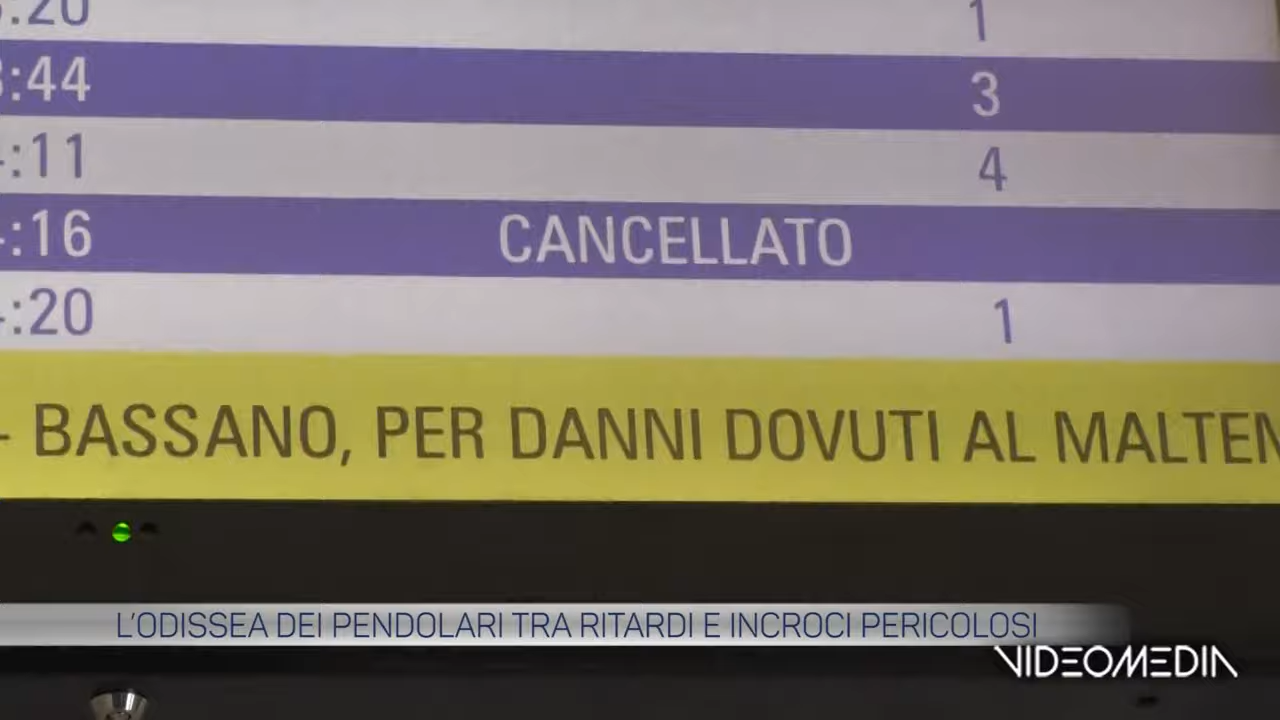 :20 1
:44 3
:11 4
:16 CANCELLATO
:20 1
- BASSANO, PER DANNI DOVUTI AL MALTEM
L'ODISSEA DEI PENDOLARI TRA RITARDI E INCROCI PERICOLOSI
VIDEOMEDIA